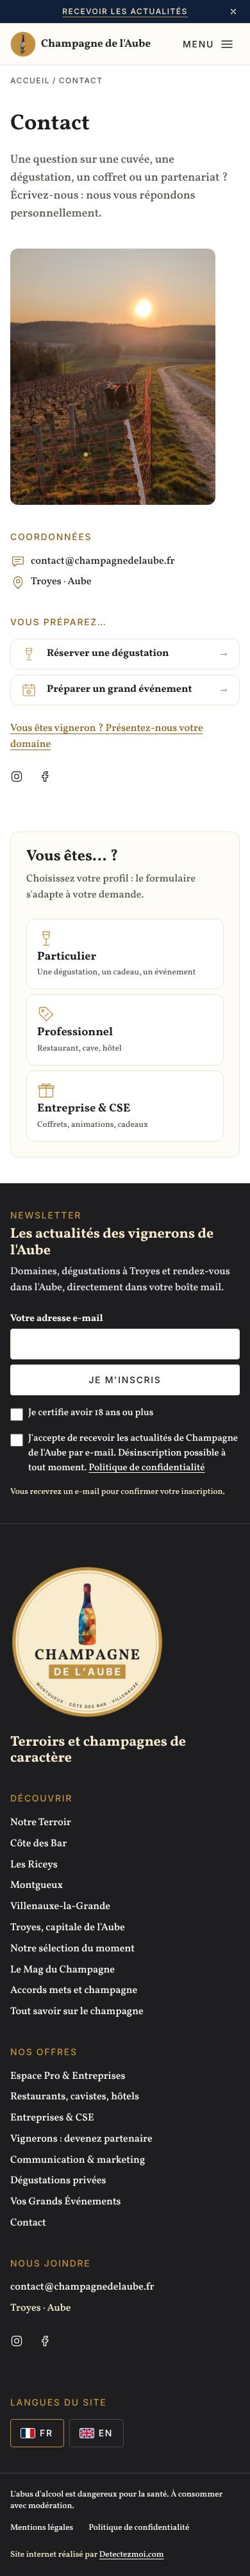 RECEVOIR LES ACTUALITÉS ×
Champagne de l'Aube MENU
ACCUEIL / CONTACT
Contact
Une question sur une cuvée, une
dégustation, un coffret ou un partenariat ?
Écrivez-nous : nous vous répondons
personnellement.
COORDONNÉES
contact@champagnedelaube.fr
Troyes · Aube
VOUS PRÉPAREZ…
Réserver une dégustation →
Préparer un grand événement →
Vous êtes vigneron ? Présentez-nous votre
domaine
Vous êtes… ?
Choisissez votre profil : le formulaire
s'adapte à votre demande.
Particulier
Une dégustation, un cadeau, un événement
Professionnel
Restaurant, cave, hôtel
Entreprise & CSE
Coffrets, animations, cadeaux
NEWSLETTER
Les actualités des vignerons de
l'Aube
Domaines, dégustations à Troyes et rendez-vous
dans l'Aube, directement dans votre boîte mail.
Votre adresse e-mail
JE M'INSCRIS
Je certifie avoir 18 ans ou plus
J'accepte de recevoir les actualités de Champagne
de l'Aube par e-mail. Désinscription possible à
tout moment. Politique de confidentialité
Vous recevrez un e-mail pour confirmer votre inscription.
CHAMPAGNE
DE L'AUBE
MONTGUEUX · CÔTE DES BAR · VILLENAUXE
Terroirs et champagnes de
caractère
DÉCOUVRIR
Notre Terroir
Côte des Bar
Les Riceys
Montgueux
Villenauxe-la-Grande
Troyes, capitale de l'Aube
Notre sélection du moment
Le Mag du Champagne
Accords mets et champagne
Tout savoir sur le champagne
NOS OFFRES
Espace Pro & Entreprises
Restaurants, cavistes, hôtels
Entreprises & CSE
Vignerons : devenez partenaire
Communication & marketing
Dégustations privées
Vos Grands Événements
Contact
NOUS JOINDRE
contact@champagnedelaube.fr
Troyes · Aube
LANGUES DU SITE
FR EN
L'abus d'alcool est dangereux pour la santé. À consommer
avec modération.
Mentions légales Politique de confidentialité
Site internet réalisé par Detectezmoi.com